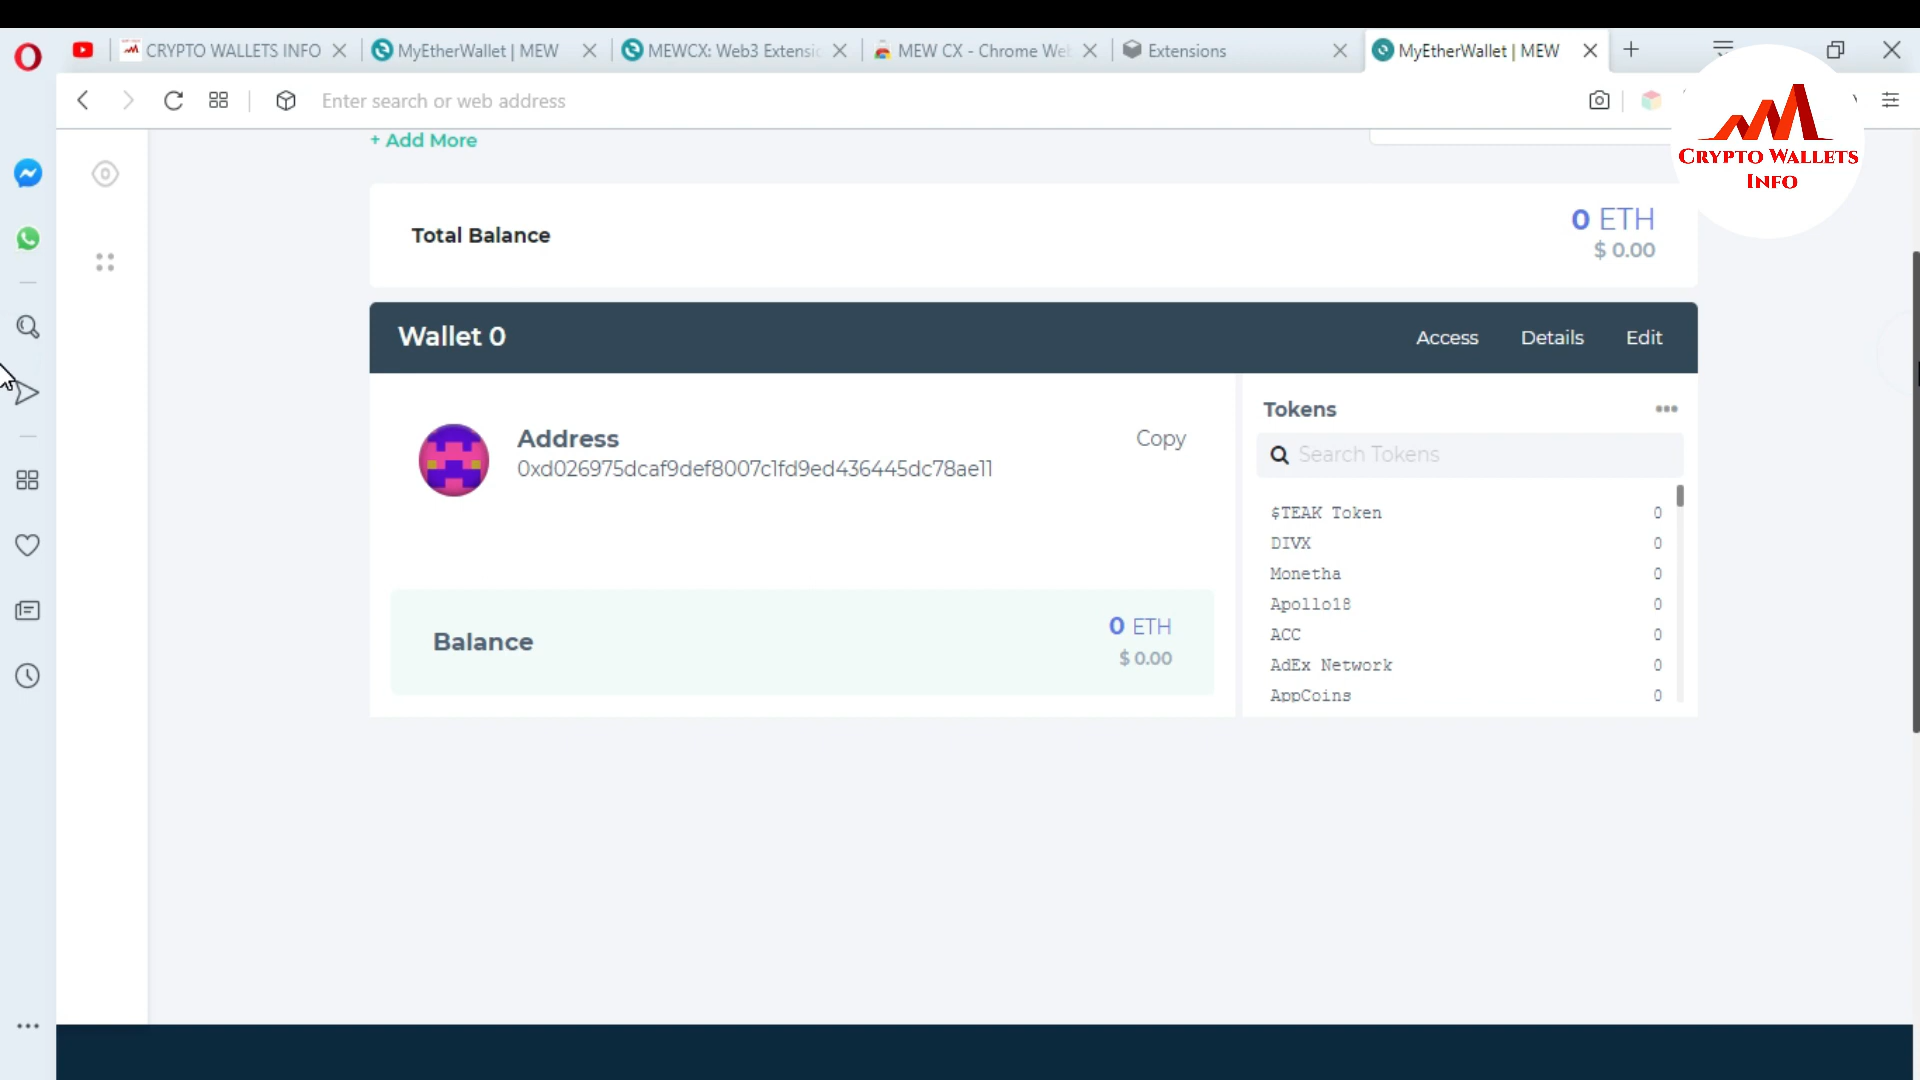 CRYPTO WALLETS INFO
MyEtherWallet | MEW
MEWCX: Web3 Extensic
MEW CX - Chrome Web
Extensions
MyEtherWallet | MEW
Enter search or web address
CRYPTO WALLETS
INFO
+ Add More
Total Balance
0 ETH
$ 0.00
Wallet 0
Access
Details
Edit
Address
Copy
0xd026975dcaf9def8007c1fd9ed436445dc78ae11
Balance
0 ETH
$ 0.00
Tokens
Search Tokens
$TEAK Token 0
DIVX 0
Monetha 0
Apollo18 0
ACC 0
AdEx Network 0
AppCoins 0